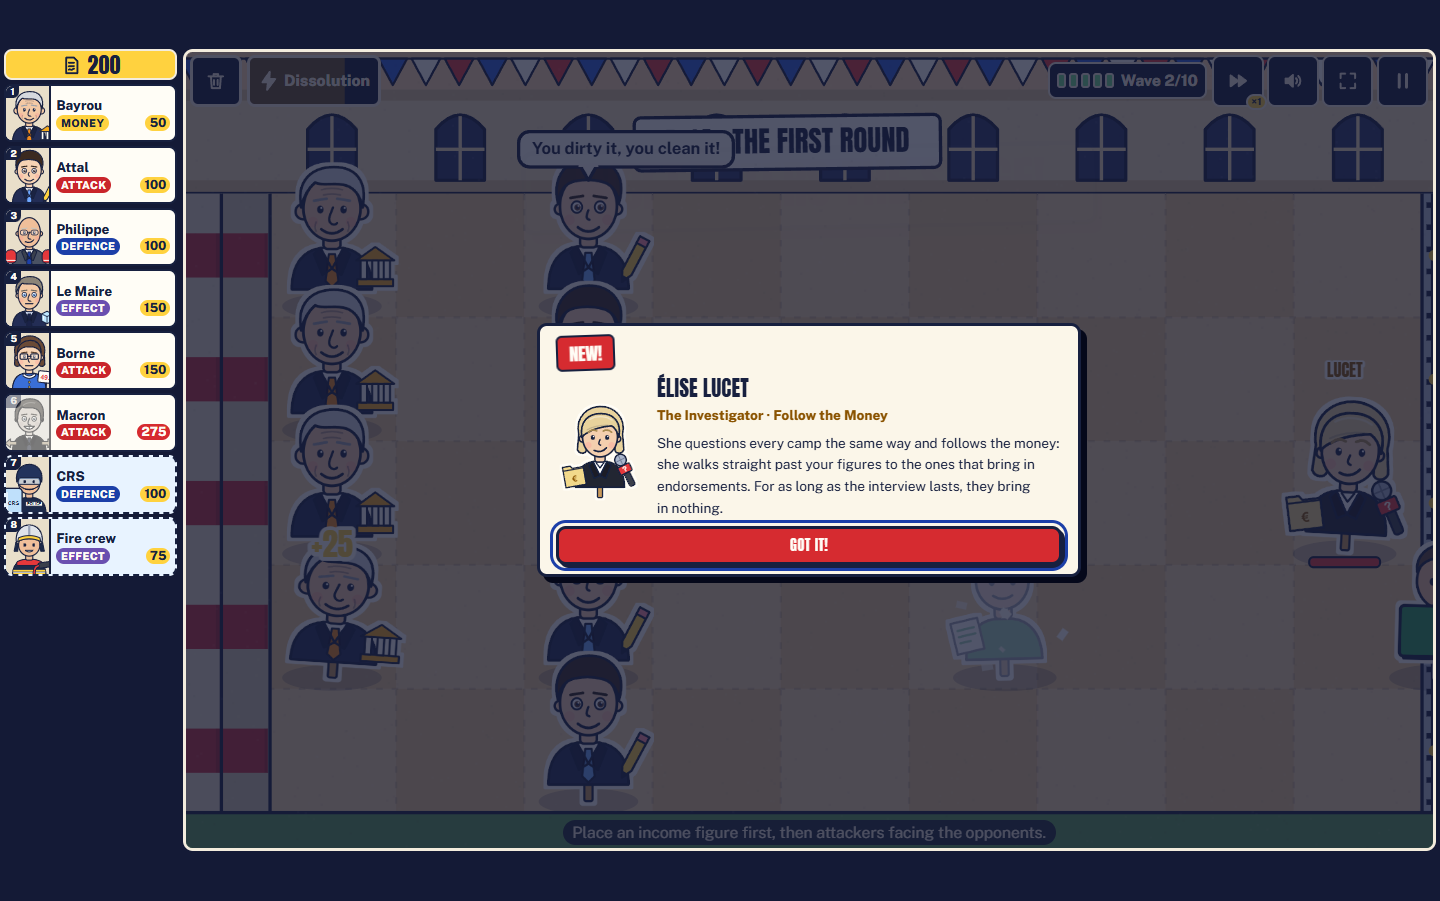 200
1
Bayrou
MONEY
50
2
Attal
ATTACK
100
3
Philippe
DEFENCE
100
4
Le Maire
EFFECT
150
5
Borne
ATTACK
150
6
Macron
ATTACK
275
7
CRS
DEFENCE
100
8
Fire crew
EFFECT
75
Dissolution
Wave 2/10
×1
You dirty it, you clean it!
THE FIRST ROUND
NEW!
ÉLISE LUCET
The Investigator · Follow the Money
She questions every camp the same way and follows the money:
she walks straight past your figures to the ones that bring in
endorsements. For as long as the interview lasts, they bring
in nothing.
GOT IT!
LUCET
+25
Place an income figure first, then attackers facing the opponents.